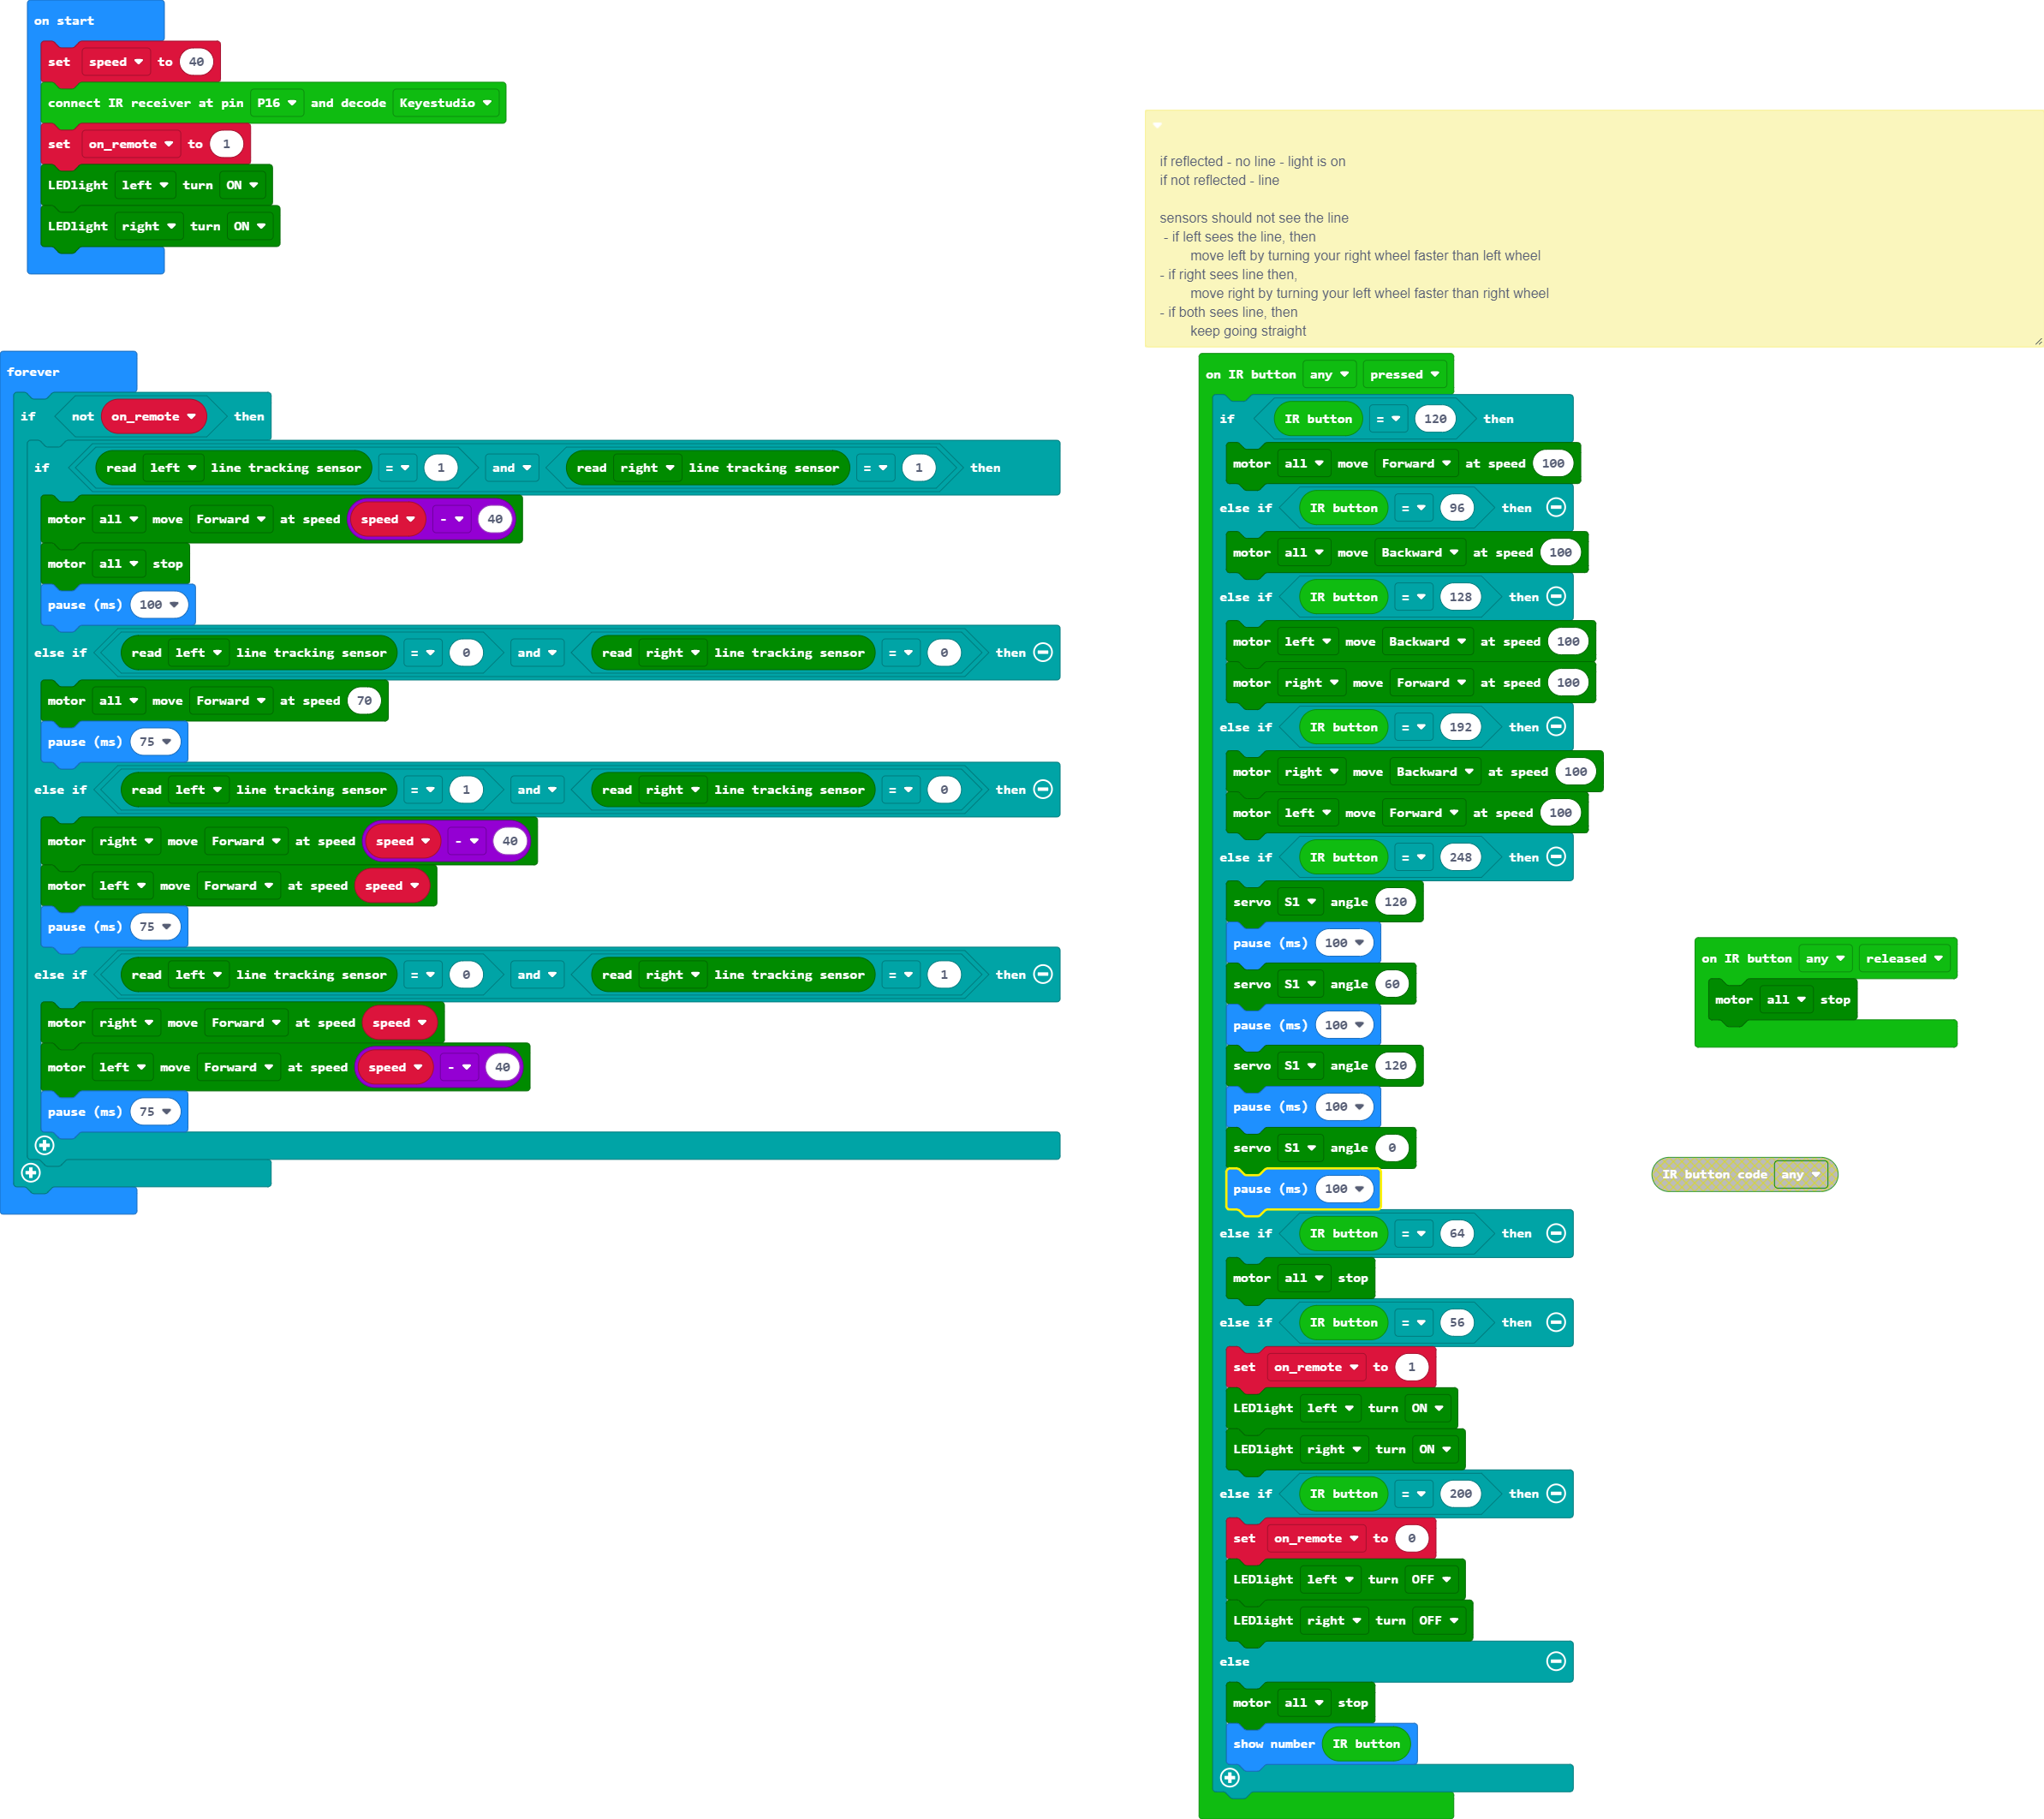 on start
set speed to 40
connect IR receiver at pin P16 and decode Keyestudio
set on_remote to 1
LEDlight left turn ON
LEDlight right turn ON
if reflected - no line - light is on
if not reflected - line
sensors should not see the line
- if left sees the line, then
move left by turning your right wheel faster than left wheel
- if right sees line then,
move right by turning your left wheel faster than right wheel
- if both sees line, then
keep going straight
forever
if not on_remote then
if read left line tracking sensor = 1 and read right line tracking sensor = 1 then
motor all move Forward at speed speed - 40
motor all stop
pause (ms) 100
else if read left line tracking sensor = 0 and read right line tracking sensor = 0 then
motor all move Forward at speed 70
pause (ms) 75
else if read left line tracking sensor = 1 and read right line tracking sensor = 0 then
motor right move Forward at speed speed - 40
motor left move Forward at speed speed
pause (ms) 75
else if read left line tracking sensor = 0 and read right line tracking sensor = 1 then
motor right move Forward at speed speed
motor left move Forward at speed speed - 40
pause (ms) 75
on IR button any pressed
if IR button = 120 then
motor all move Forward at speed 100
else if IR button = 96 then
motor all move Backward at speed 100
else if IR button = 128 then
motor left move Backward at speed 100
motor right move Forward at speed 100
else if IR button = 192 then
motor right move Backward at speed 100
motor left move Forward at speed 100
else if IR button = 248 then
servo S1 angle 120
pause (ms) 100
servo S1 angle 60
pause (ms) 100
servo S1 angle 120
pause (ms) 100
servo S1 angle 0
pause (ms) 100
else if IR button = 64 then
motor all stop
else if IR button = 56 then
set on_remote to 1
LEDlight left turn ON
LEDlight right turn ON
else if IR button = 200 then
set on_remote to 0
LEDlight left turn OFF
LEDlight right turn OFF
else
motor all stop
show number IR button
on IR button any released
motor all stop
IR button code any